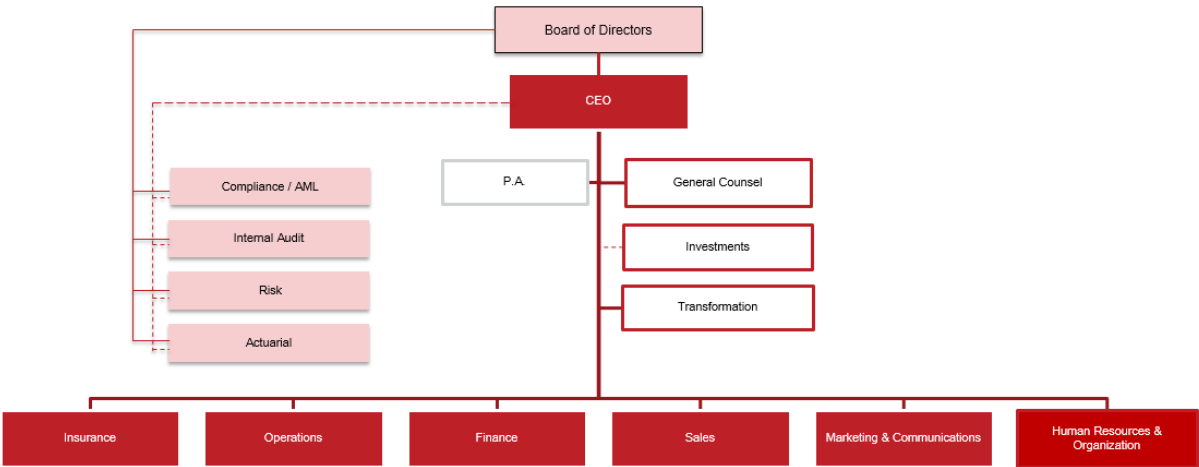 Board of Directors
CEO
P.A.
General Counsel
Compliance / AML
Internal Audit
Investments
Risk
Transformation
Actuarial
Insurance
Operations
Finance
Sales
Marketing & Communications
Human Resources &
Organization